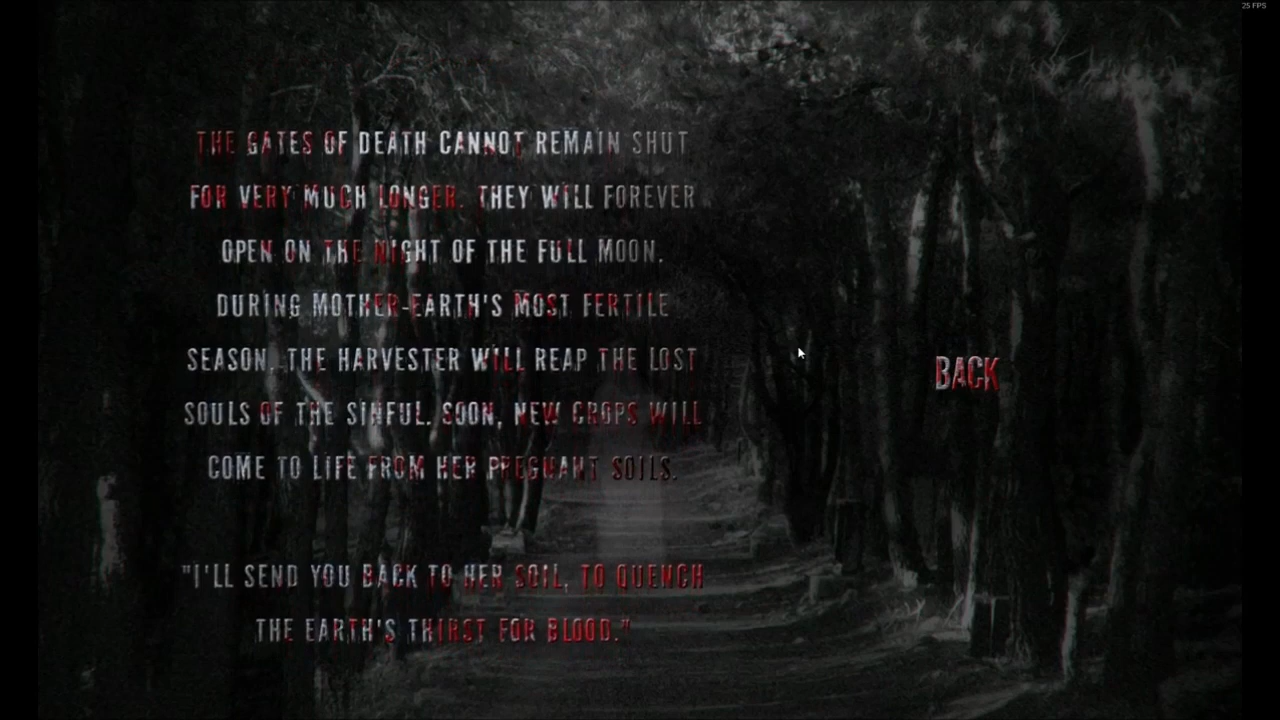 25 FPS
THE GATES OF DEATH CANNOT REMAIN SHUT
FOR VERY MUCH LONGER. THEY WILL FOREVER
OPEN ON THE NIGHT OF THE FULL MOON.
DURING MOTHER-EARTH'S MOST FERTILE
SEASON, THE HARVESTER WILL REAP THE LOST
SOULS OF THE SINFUL. SOON, NEW CROPS WILL
COME TO LIFE FROM HER PREGNANT SOILS.
"I'LL SEND YOU BACK TO HER SOIL, TO QUENCH
THE EARTH'S THIRST FOR BLOOD."
BACK